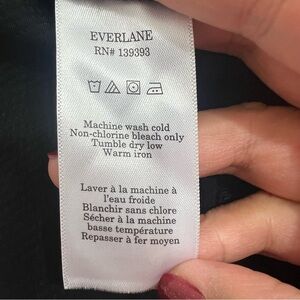 EVERLANE
RN# 139393
Machine wash cold
Non-chlorine bleach only
Tumble dry low
Warm iron
Laver à la machine à
l'eau froide
Blanchir sans chlore
Sécher à la machine
basse température
Repasser à fer moyen